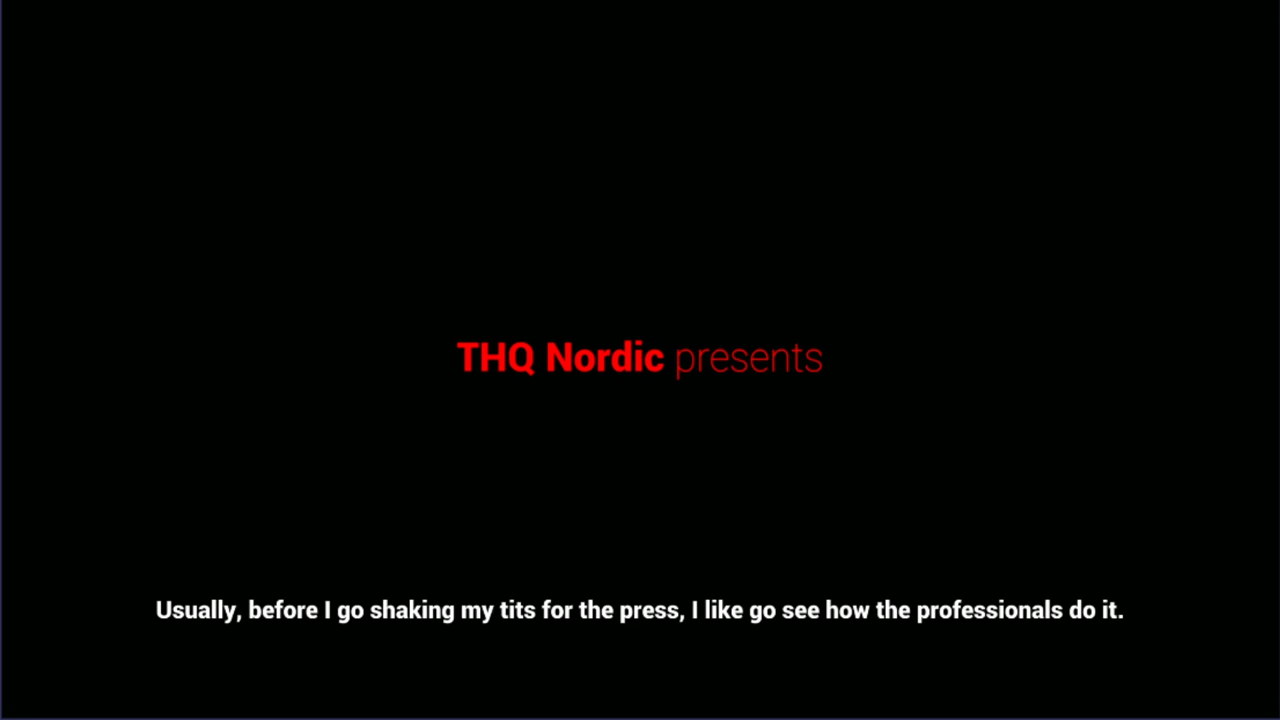 THQ Nordic presents
Usually, before I go shaking my tits for the press, I like go see how the professionals do it.